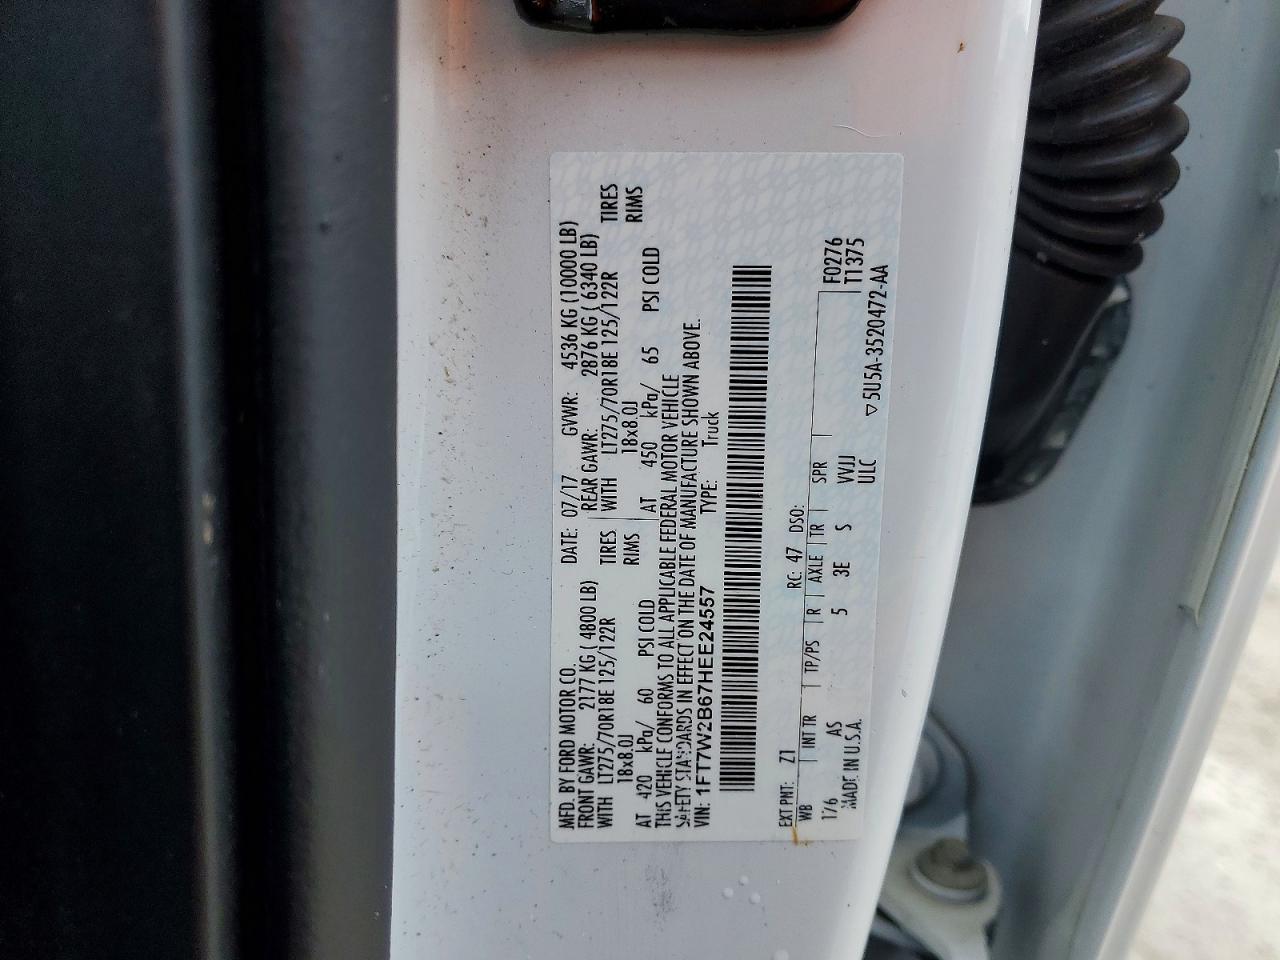 MFD. BY FORD MOTOR CO.
DATE: 07/17 GVWR: 4536 KG (10000 LB)
FRONT GAWR: 2177 KG ( 4800 LB) REAR GAWR: 2876 KG ( 6340 LB)
WITH LT275/70R18E 125/122R TIRES WITH LT275/70R18E 125/122R TIRES
18x8.0J RIMS 18x8.0J RIMS
AT 420 kPa/ 60 PSI COLD AT 450 kPa/ 65 PSI COLD
THIS VEHICLE CONFORMS TO ALL APPLICABLE FEDERAL MOTOR VEHICLE
SAFETY STANDARDS IN EFFECT ON THE DATE OF MANUFACTURE SHOWN ABOVE.
VIN: 1FT7W2B67HEE24557 TYPE: Truck
EXT PNT: Z1 RC: 47 DSO:
WB INT TR TP/PS R AXLE TR SPR F0276
176 AS 5 3E S VVJJ T1375
MADE IN U.S.A. ULC ▽5U5A-3520472-AA